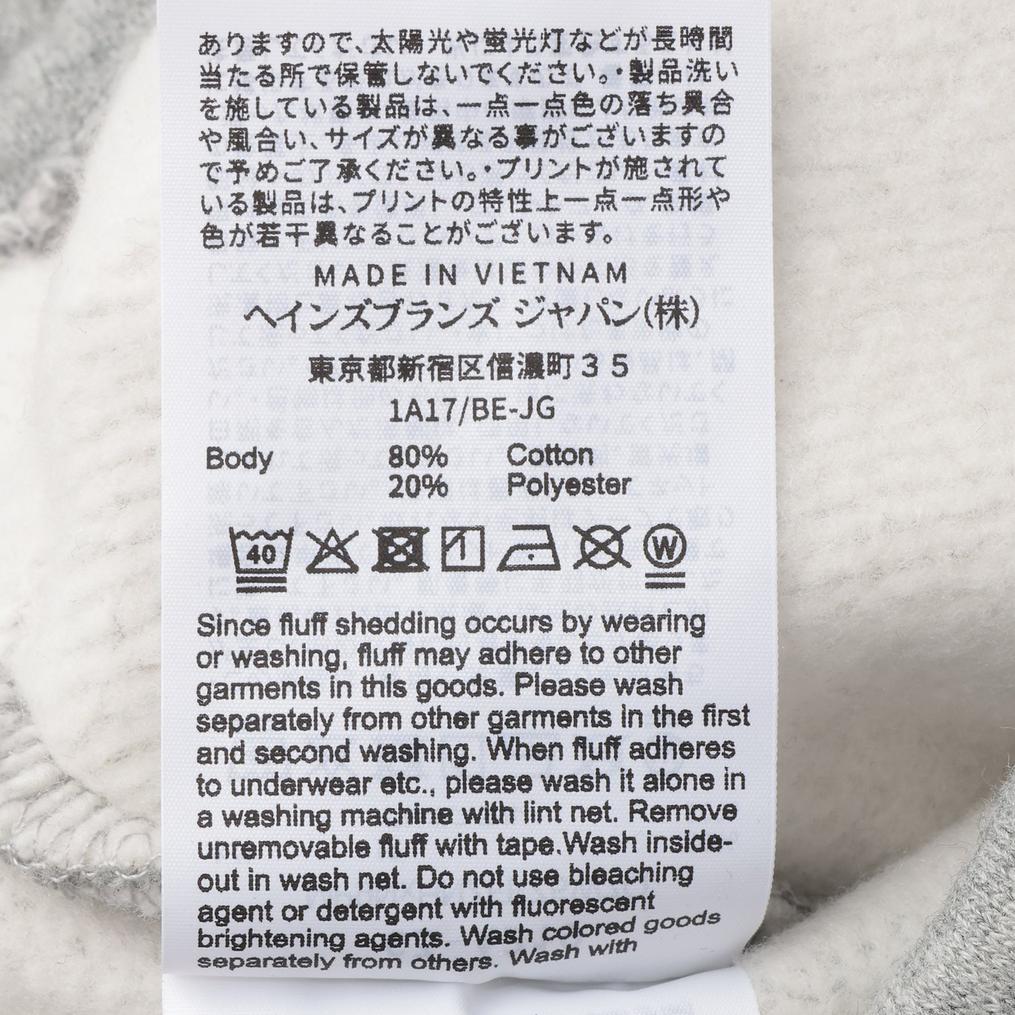 ありますので、太陽光や蛍光灯などが長時間
当たる所で保管しないでください。・製品洗い
を施している製品は、一点一点色の落ち具合
や風合い、サイズが異なる事がございますの
で予めご了承ください。・プリントが施されて
いる製品は、プリントの特性上一点一点形や
色が若干異なることがございます。
MADE IN VIETNAM
ヘインズブランズ ジャパン(株)
東京都新宿区信濃町35
1A17/BE-JG
Body 80% Cotton
20% Polyester
40 W
Since fluff shedding occurs by wearing
or washing, fluff may adhere to other
garments in this goods. Please wash
separately from other garments in the first
and second washing. When fluff adheres
to underwear etc., please wash it alone in
a washing machine with lint net. Remove
unremovable fluff with tape.Wash inside-
out in wash net. Do not use bleaching
agent or detergent with fluorescent
brightening agents. Wash colored goods
separately from others. Wash with